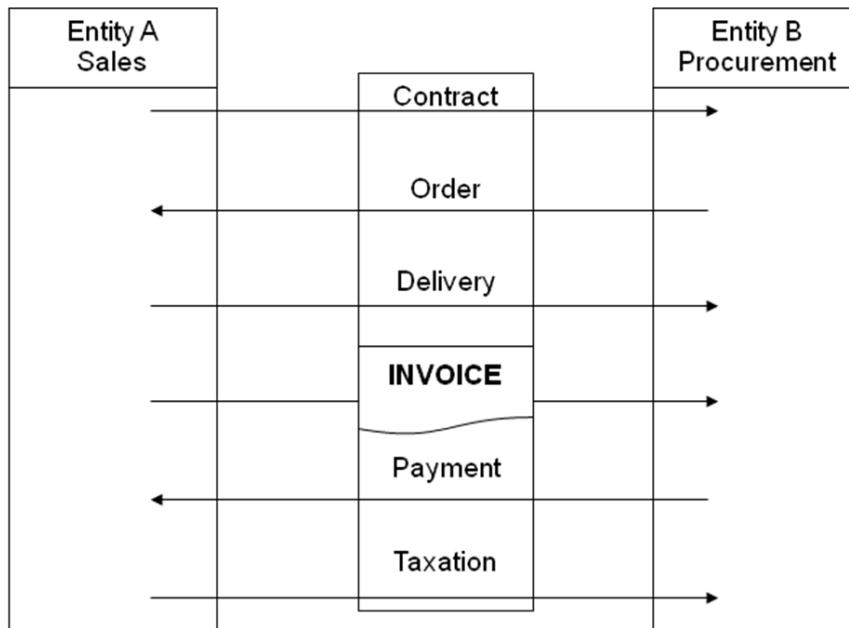 Entity A
Sales
Entity B
Procurement
Contract
Order
Delivery
INVOICE
Payment
Taxation